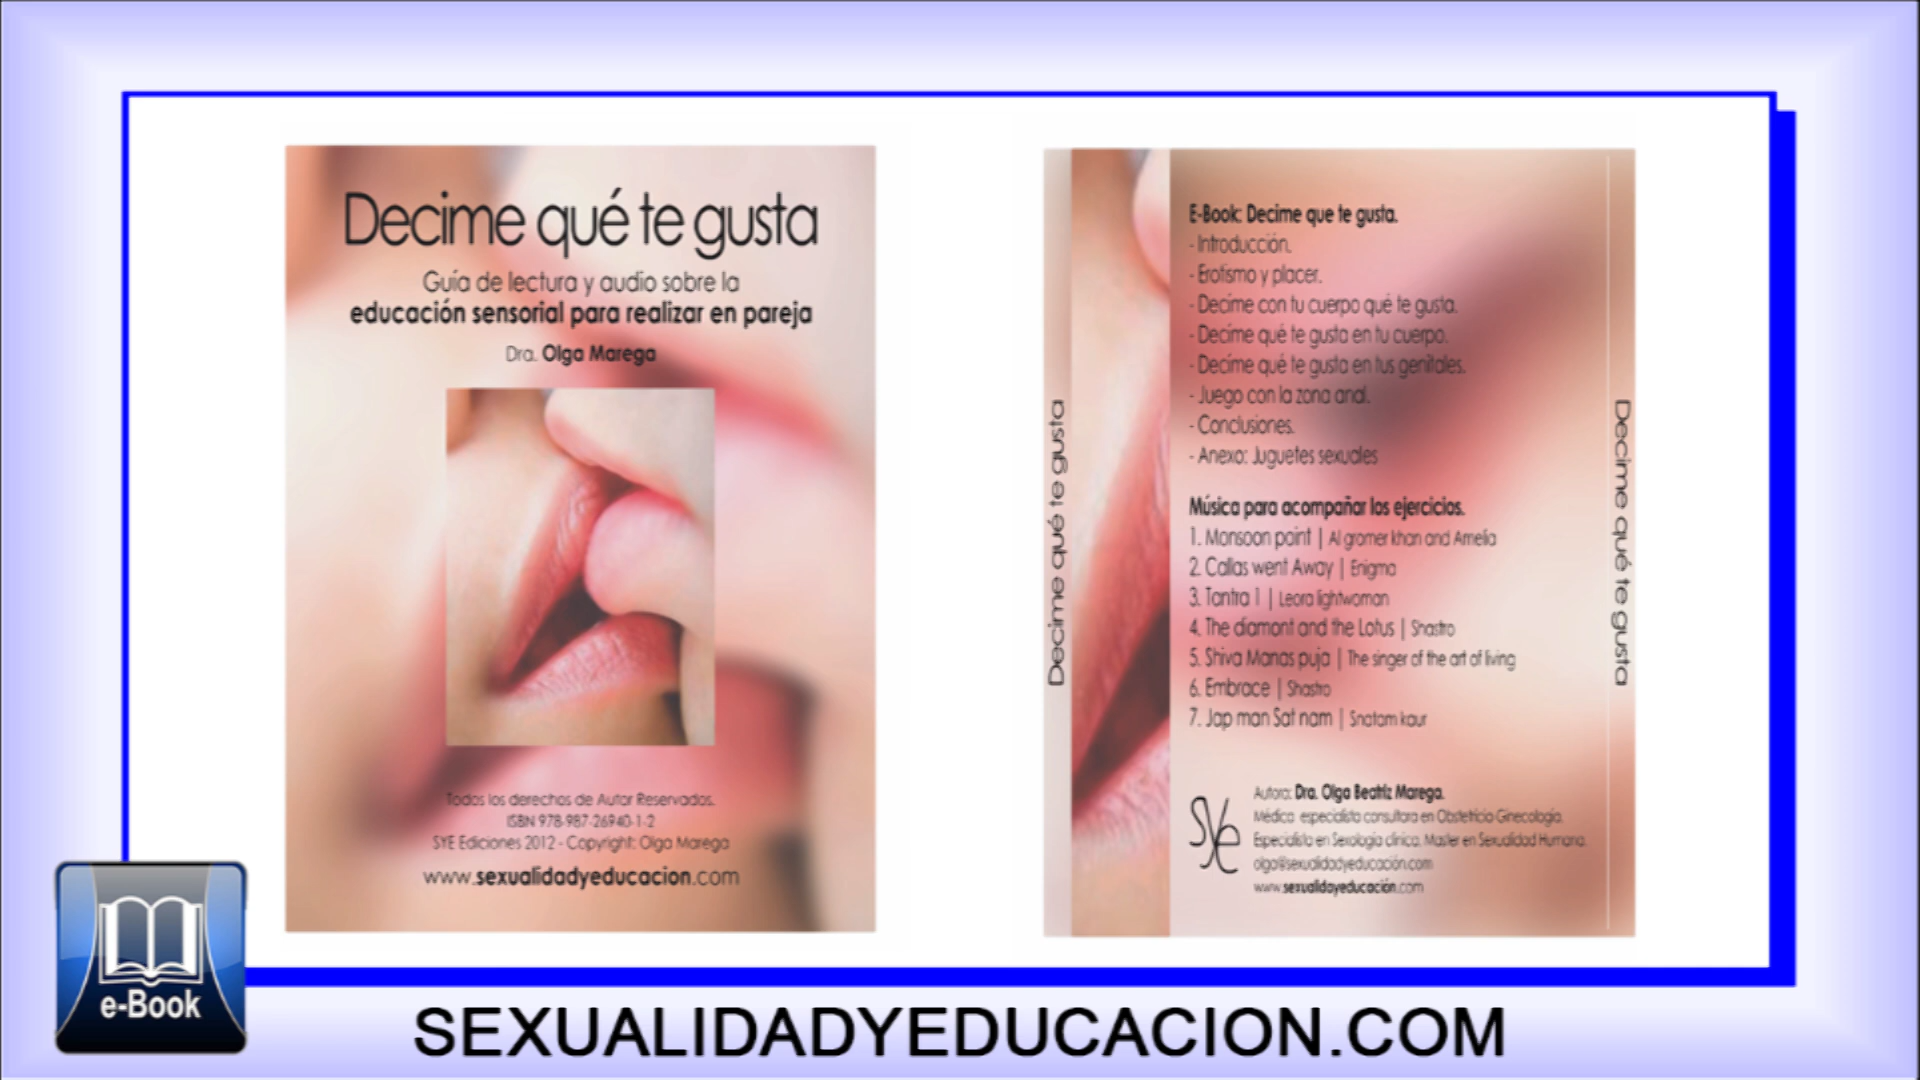 Decime qué te gusta
Guía de lectura y audio sobre la
educación sensorial para realizar en pareja
Dra. Olga Marega
Todos los derechos de Autor Reservados.
ISBN 978-987-26940-1-2
SYE Ediciones 2012 - Copyright: Olga Marega
www.sexualidadyeducacion.com
Decime qué te gusta
E-Book: Decime que te gusta.
- Introducción.
- Erotismo y placer.
- Decime con tu cuerpo qué te gusta.
- Decime qué te gusta en tu cuerpo.
- Decime qué te gusta en tus genitales.
- Juego con la zona anal.
- Conclusiones.
- Anexo: Juguetes sexuales
Música para acompañar los ejercicios.
1. Monsoon point | Al gromer khan and Amelia
2. Callas went Away | Enigma
3. Tantra 1 | Leora lightwoman
4. The diamont and the Lotus | Shastro
5. Shiva Manas puja | The singer of the art of living
6. Embrace | Shastro
7. Jap man Sat nam | Snatam kaur
SYE
Autora: Dra. Olga Beatriz Marega.
Médica especialista consultora en Obstetricia Ginecología.
Especialista en Sexología clínica. Master en Sexualidad Humana.
olga@sexualidadyeducación.com
www.sexualidayeducación.com
Decime qué te gusta
e-Book
SEXUALIDADYEDUCACION.COM